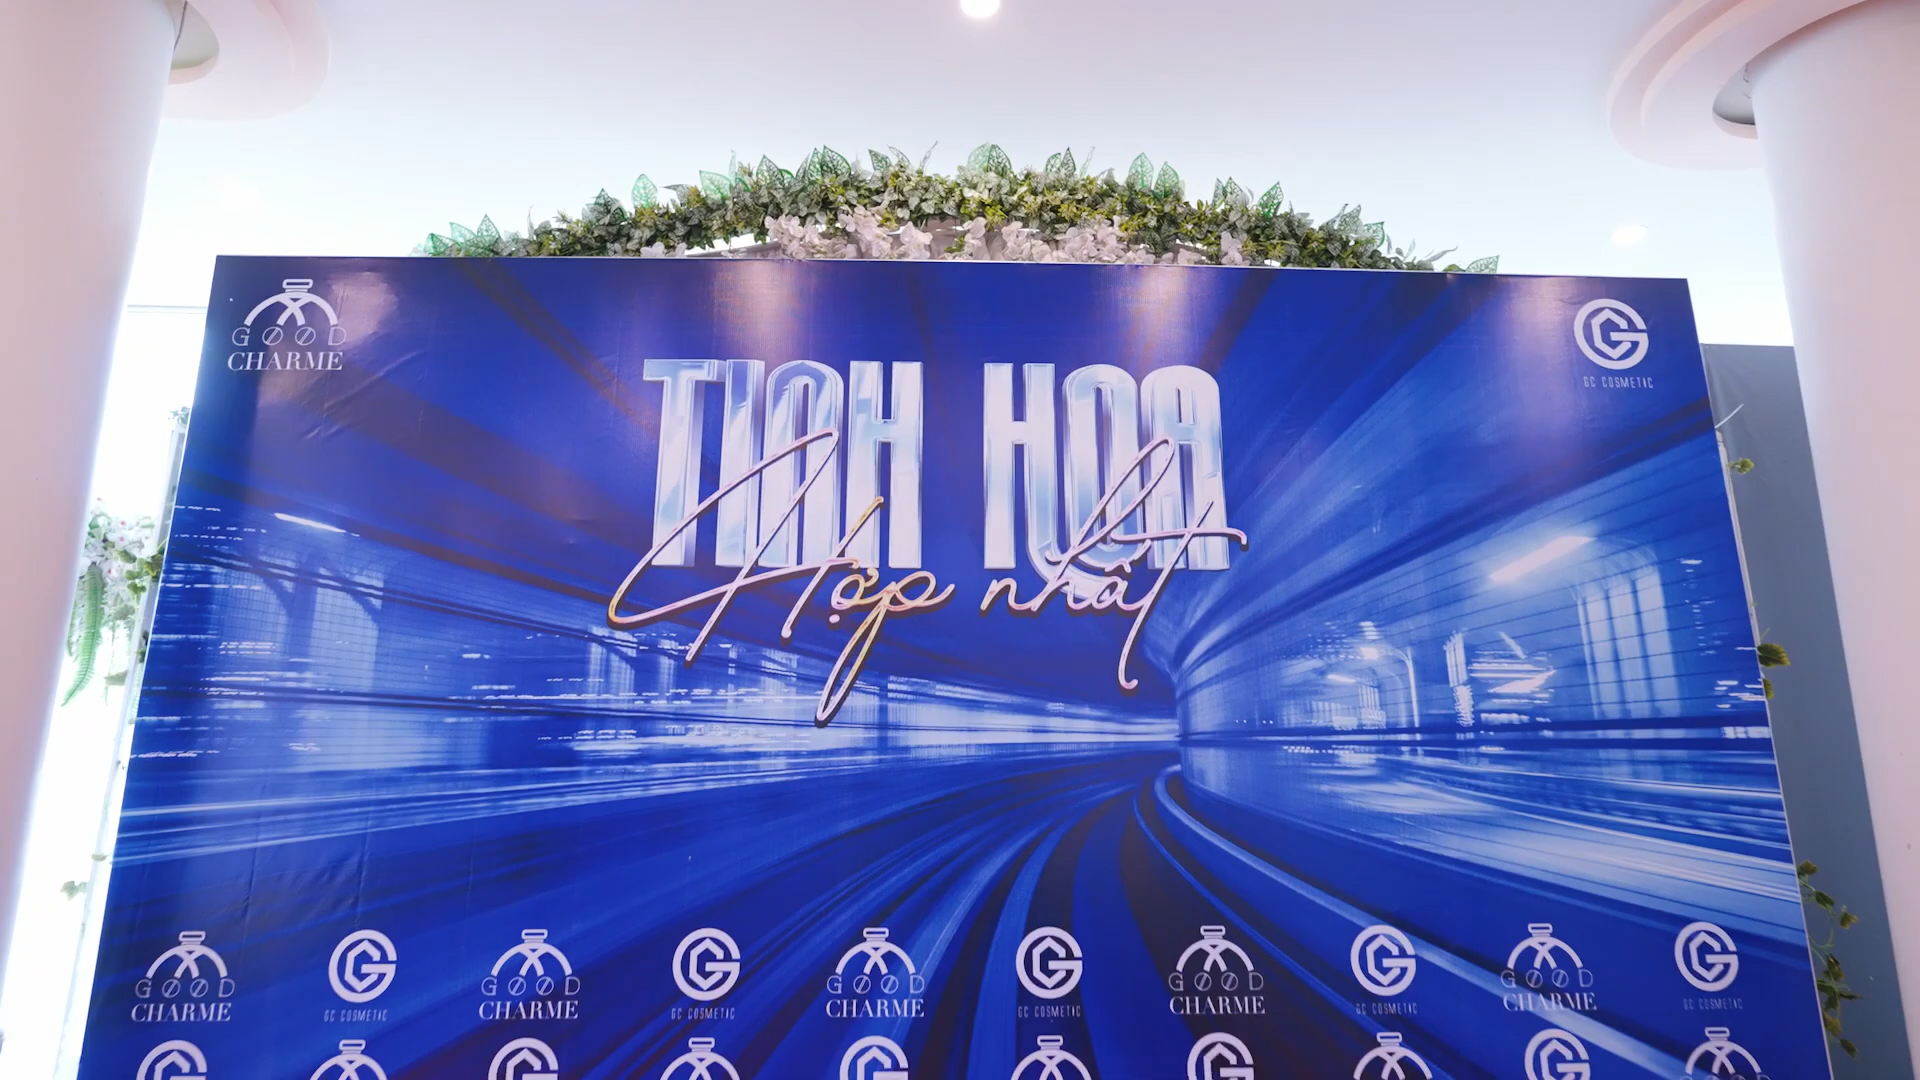 GOOD
CHARME
GC COSMETIC
TINH HOA
Hợp nhất
GOOD CHARME GC COSMETIC GOOD CHARME GC COSMETIC GOOD CHARME GC COSMETIC GOOD CHARME GC COSMETIC GOOD CHARME GC COSMETIC